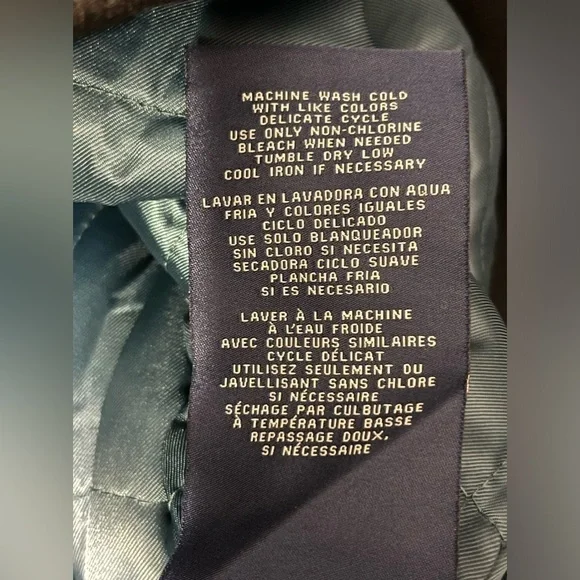 MACHINE WASH COLD
WITH LIKE COLORS
DELICATE CYCLE
USE ONLY NON-CHLORINE
BLEACH WHEN NEEDED
TUMBLE DRY LOW
COOL IRON IF NECESSARY
LAVAR EN LAVADORA CON AQUA
FRIA Y COLORES IGUALES
CICLO DELICADO
USE SOLO BLANQUEADOR
SIN CLORO SI NECESITA
SECADORA CICLO SUAVE
PLANCHA FRIA
SI ES NECESARIO
LAVER À LA MACHINE
À L'EAU FROIDE
AVEC COULEURS SIMILAIRES
CYCLE DÉLICAT
UTILISEZ SEULEMENT DU
JAVELLISANT SANS CHLORE
SI NÉCESSAIRE
SÉCHAGE PAR CULBUTAGE
À TEMPÉRATURE BASSE
REPASSAGE DOUX,
SI NÉCESSAIRE